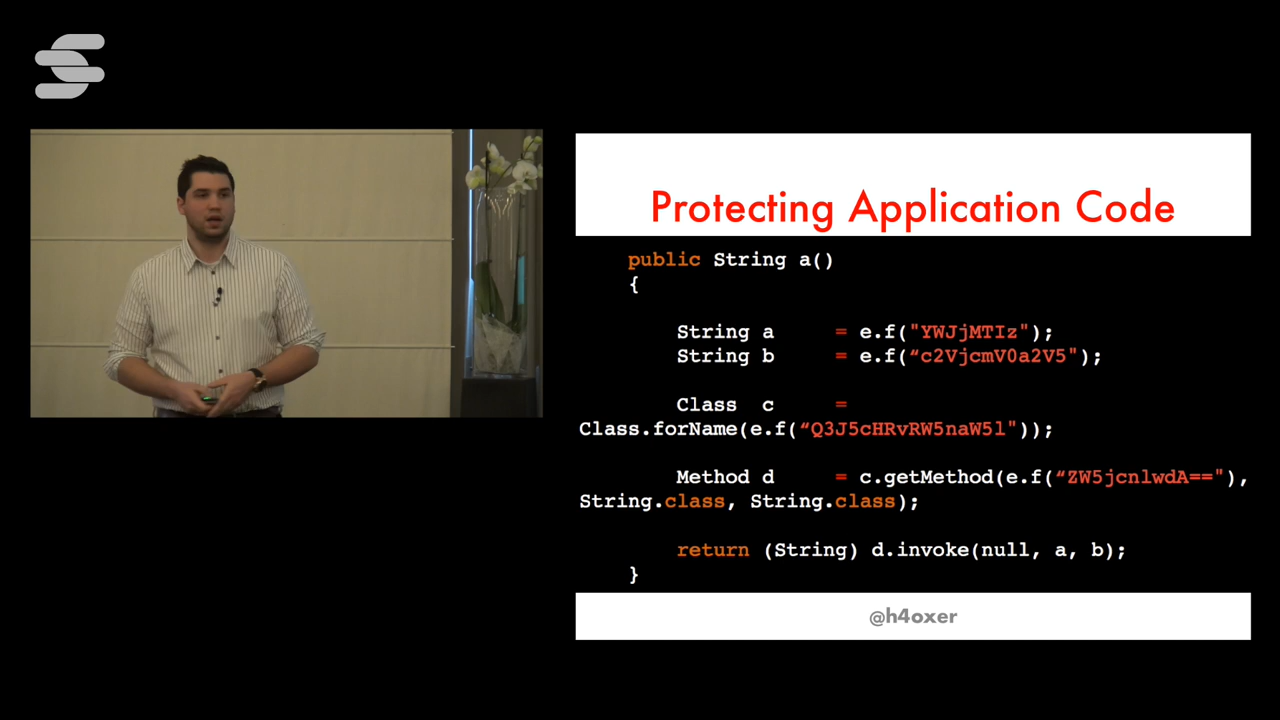 Protecting Application Code
public String a()
{
String a = e.f("YWJjMTIz");
String b = e.f(“c2VjcmV0a2V5");
Class c =
Class.forName(e.f(“Q3J5cHRvRW5naW5l"));
Method d = c.getMethod(e.f(“ZW5jcnlwdA=="),
String.class, String.class);
return (String) d.invoke(null, a, b);
}
@h4oxer